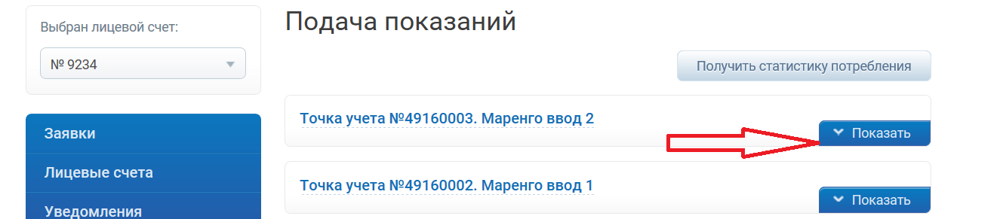 Выбран лицевой счет:
№ 9234
Заявки
Лицевые счета
Уведомления
Подача показаний
Получить статистику потребления
Точка учета №49160003. Маренго ввод 2
Показать
Точка учета №49160002. Маренго ввод 1
Показать